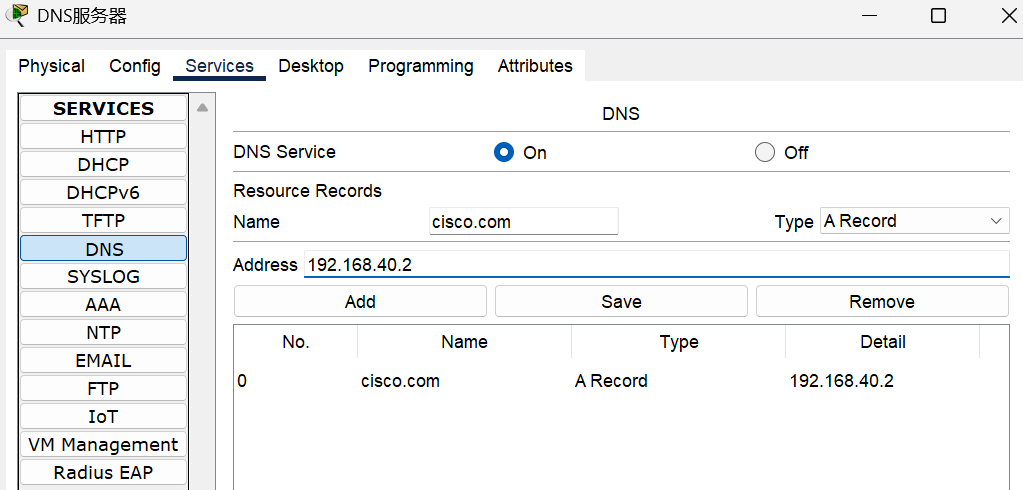 DNS服务器
Physical Config Services Desktop Programming Attributes
SERVICES
HTTP
DHCP
DHCPv6
TFTP
DNS
SYSLOG
AAA
NTP
EMAIL
FTP
IoT
VM Management
Radius EAP
DNS
DNS Service On Off
Resource Records
Name cisco.com Type A Record
Address 192.168.40.2
Add Save Remove
No. Name Type Detail
0 cisco.com A Record 192.168.40.2